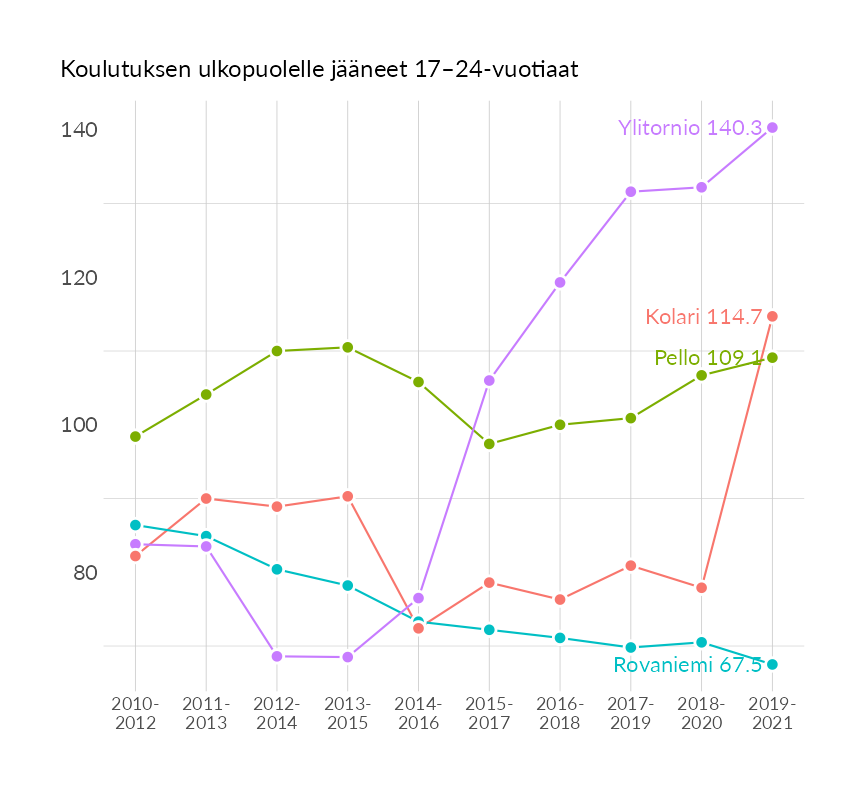 Koulutuksen ulkopuolelle jääneet 17–24-vuotiaat
140
Ylitornio 140.3
120
Kolari 114.7
Pello 109.1
100
80
Rovaniemi 67.5
2010- 2011- 2012- 2013- 2014- 2015- 2016- 2017- 2018- 2019-
2012 2013 2014 2015 2016 2017 2018 2019 2020 2021